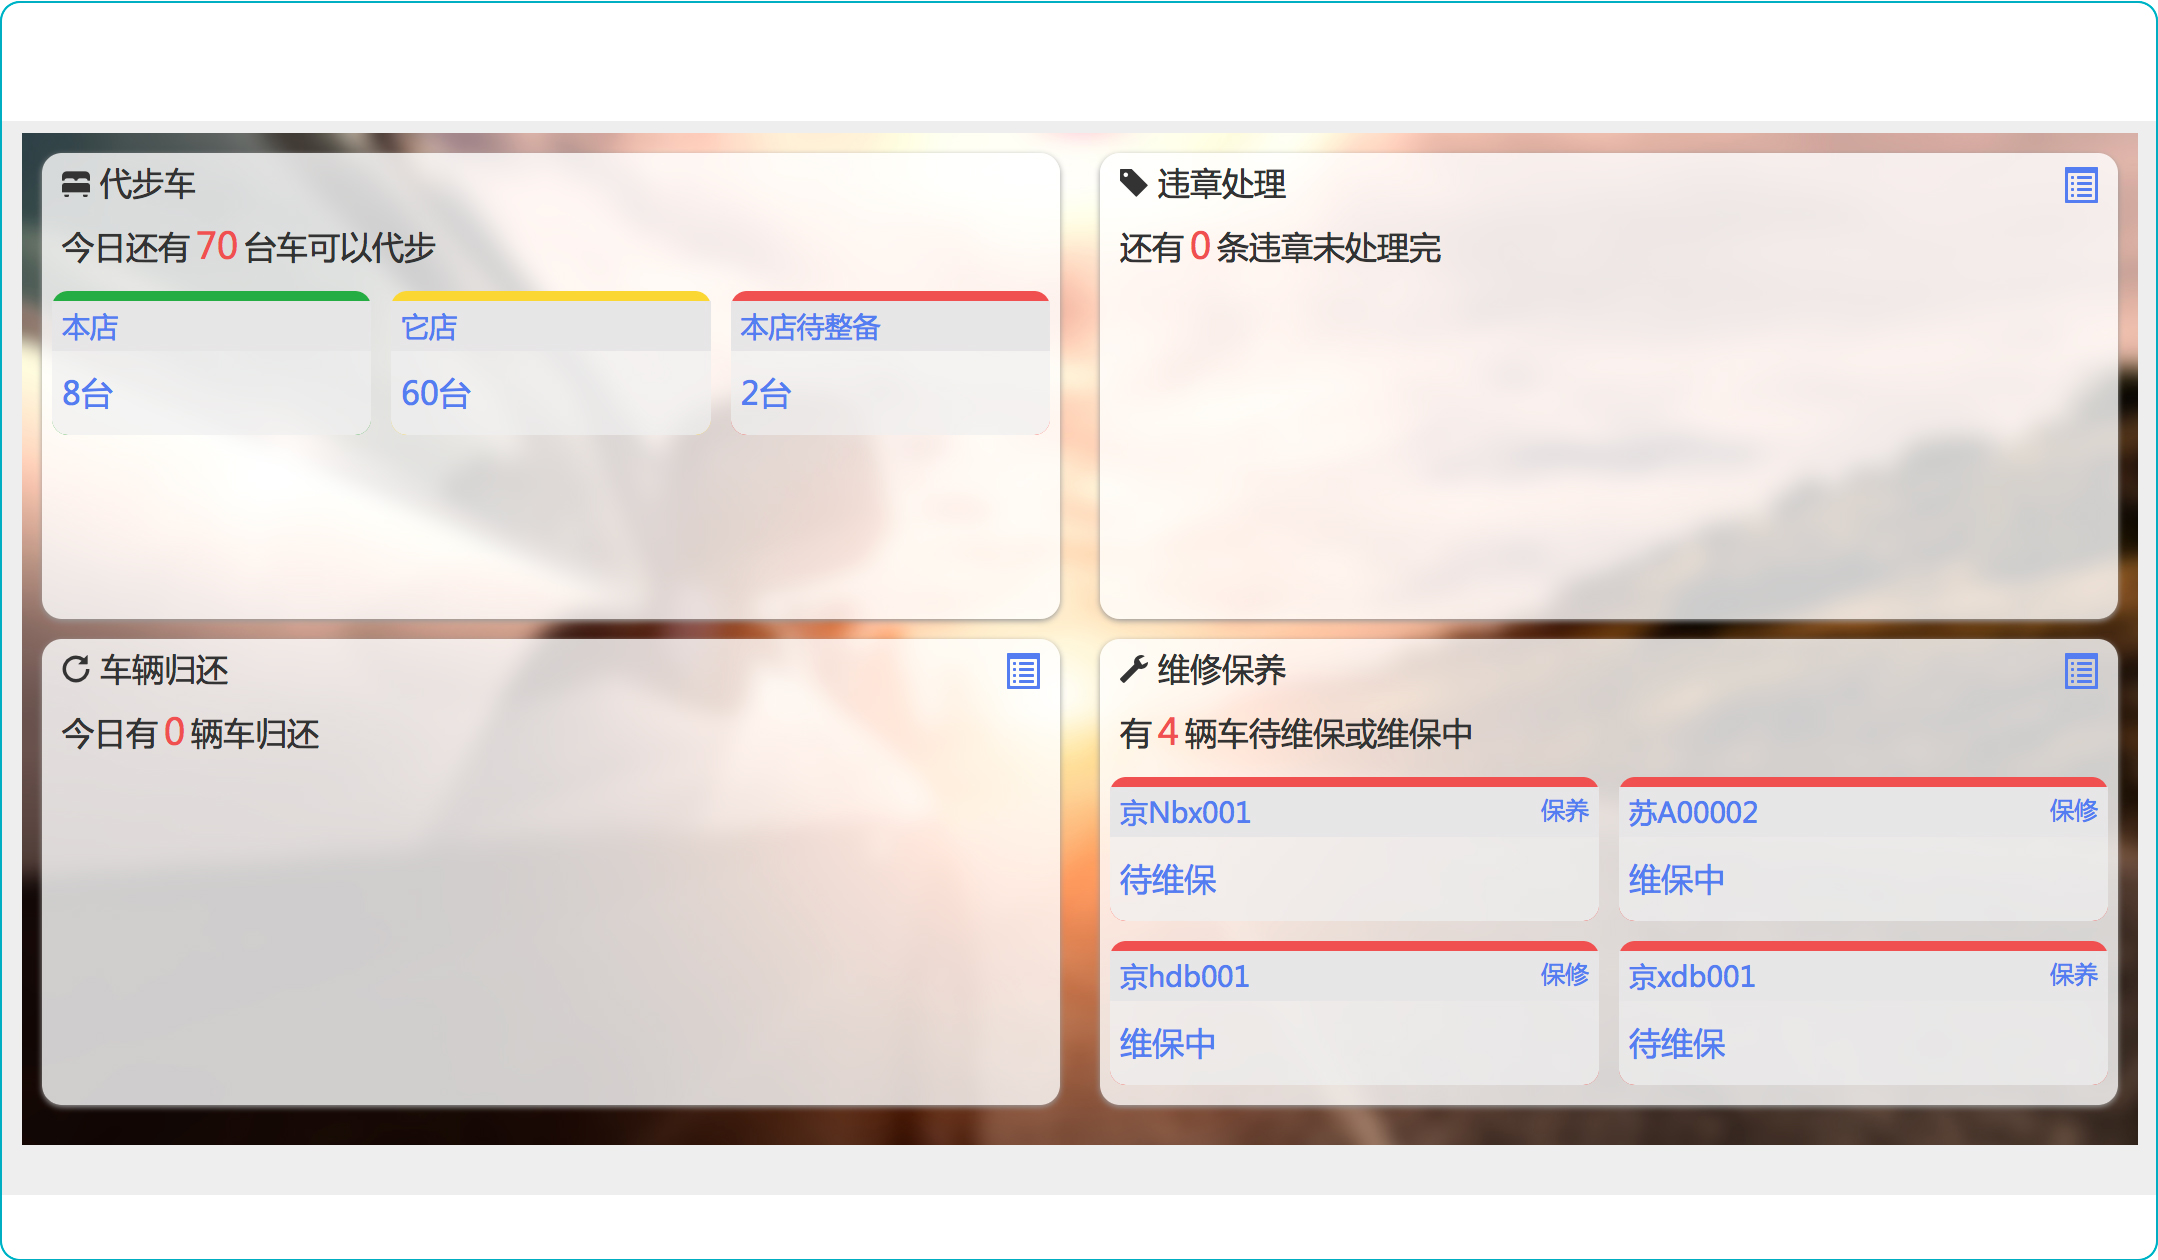 代步车
今日还有 70 台车可以代步
本店
8台
它店
60台
本店待整备
2台
违章处理
还有 0 条违章未处理完
车辆归还
今日有 0 辆车归还
维修保养
有 4 辆车待维保或维保中
京Nbx001 保养
待维保
苏A00002 保修
维保中
京hdb001 保修
维保中
京xdb001 保养
待维保